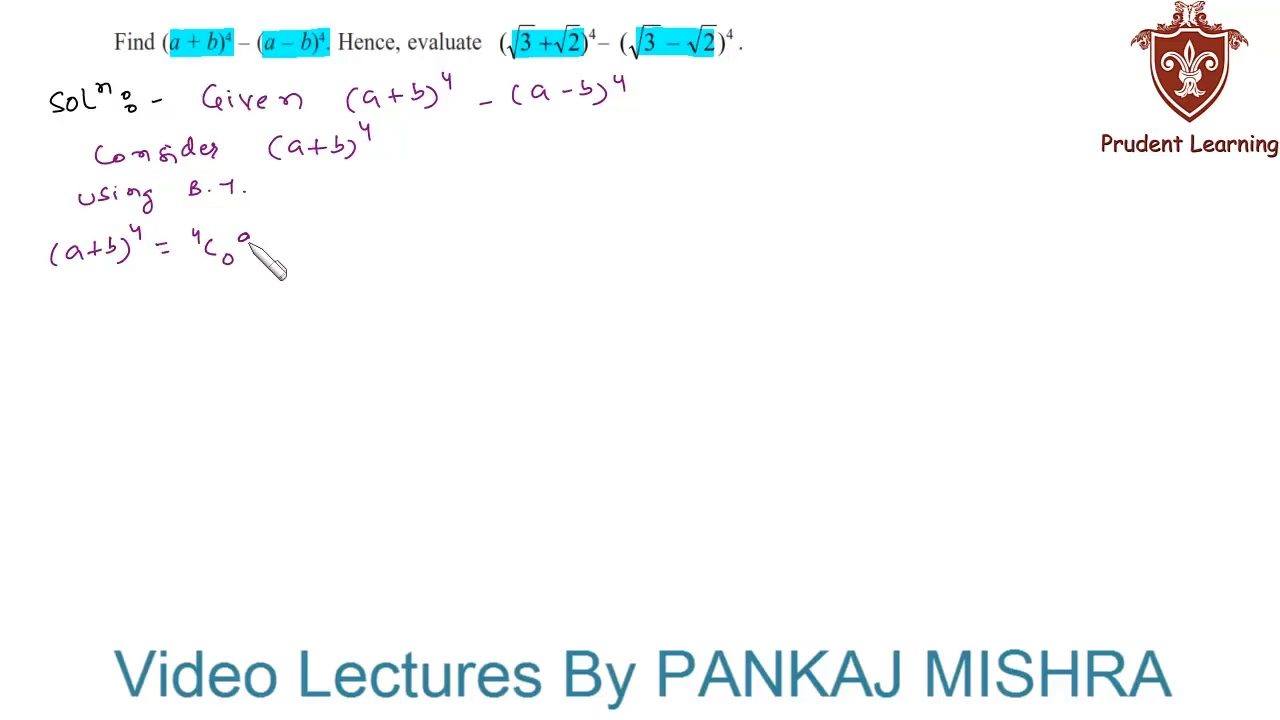 Find (a + b)⁴ – (a – b)⁴. Hence, evaluate (√3 + √2)⁴ – (√3 – √2)⁴ .
Solⁿ :- Given (a+b)⁴ - (a-b)⁴
Consider (a+b)⁴
using B.T.
(a+b)⁴ = ⁴C₀ a
Prudent Learning
Video Lectures By PANKAJ MISHRA